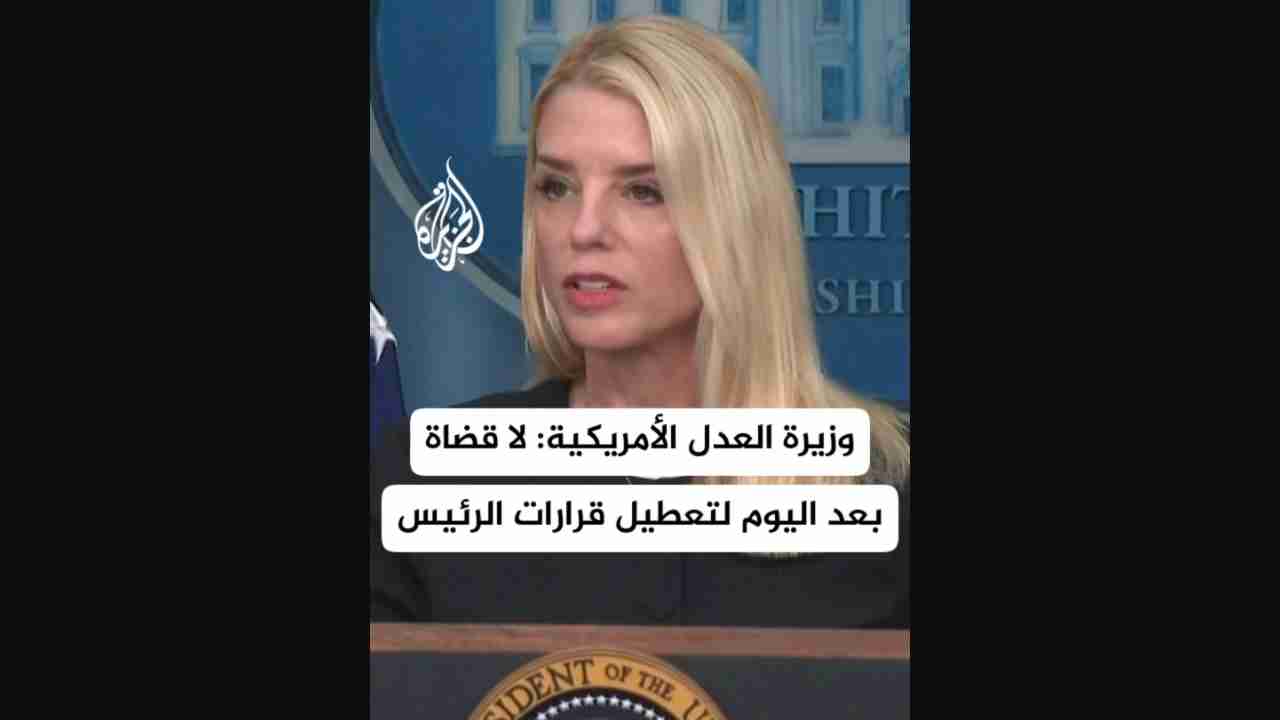 الجزيرة
HIT
SHI
وزيرة العدل الأمريكية: لا قضاة
بعد اليوم لتعطيل قرارات الرئيس
SIDENT OF THE U